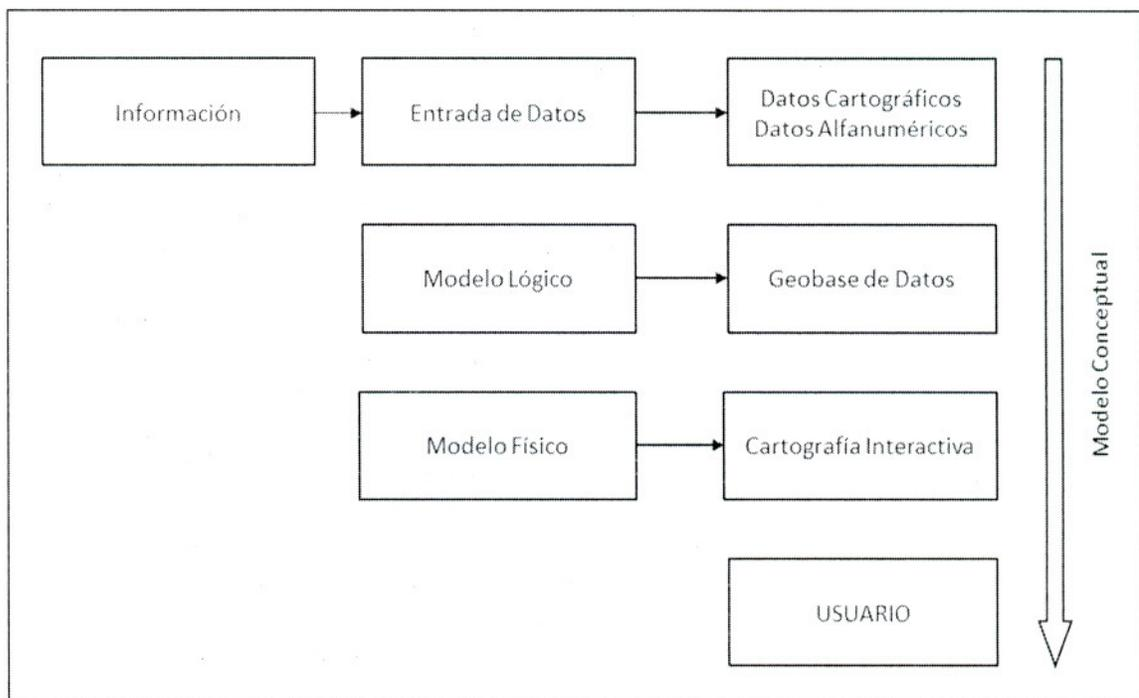 Información
Entrada de Datos
Datos Cartográficos
Datos Alfanuméricos
Modelo Lógico
Geobase de Datos
Modelo Físico
Cartografía Interactiva
USUARIO
Modelo Conceptual